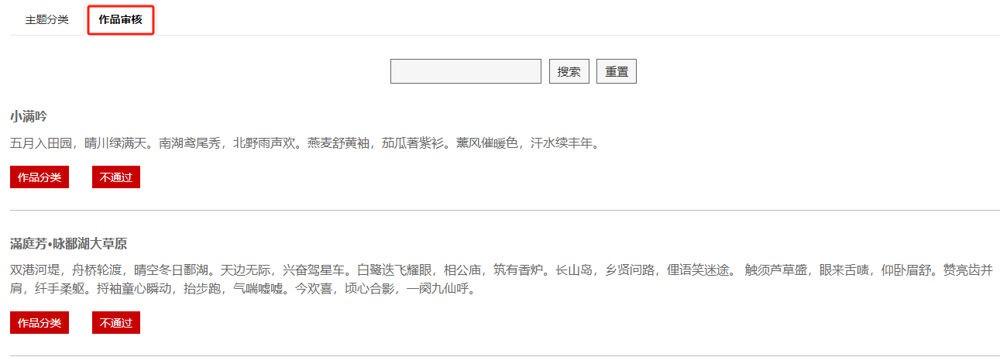 主题分类 作品审核
搜索 重置
小满吟
五月入田园，晴川绿满天。南湖鸢尾秀，北野雨声欢。燕麦舒黄袖，茄瓜著紫衫。薰风催暖色，汗水续丰年。
作品分类 不通过
滿庭芳•咏鄱湖大草原
双港河堤，舟桥轮渡，晴空冬日鄱湖。天边无际，兴奋驾星车。白鹭迭飞耀眼，相公庙，筑有香炉。长山岛，乡贤问路，俚语笑迷途。 触须芦草盛，眼来舌啧，仰卧眉舒。赞亮齿并
肩，纤手柔躯。捋袖童心瞬动，抬步跑，气喘嘘嘘。今欢喜，顷心合影，一阕九仙呼。
作品分类 不通过